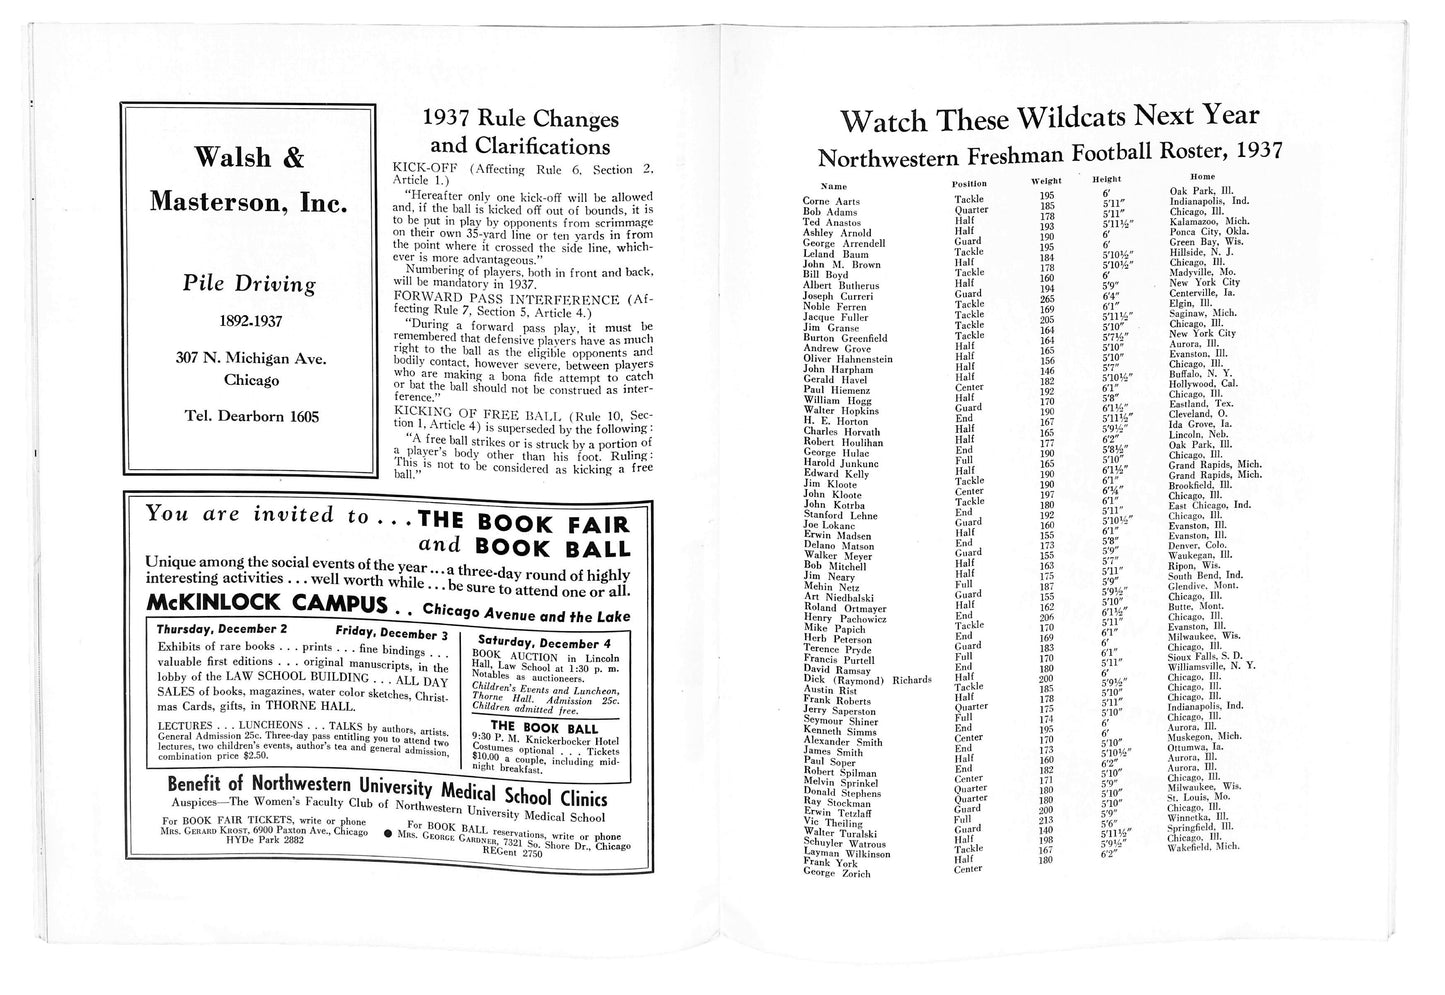 Walsh &
Masterson, Inc.
Pile Driving
1892-1937
307 N. Michigan Ave.
Chicago
Tel. Dearborn 1605
1937 Rule Changes
and Clarifications
KICK-OFF (Affecting Rule 6, Section 2,
Article 1.)
"Hereafter only one kick-off will be allowed
and, if the ball is kicked off out of bounds, it is
to be put in play by opponents from scrimmage
on their own 35-yard line or ten yards in from
the point where it crossed the side line, which-
ever is more advantageous."
Numbering of players, both in front and back,
will be mandatory in 1937.
FORWARD PASS INTERFERENCE (Af-
fecting Rule 7, Section 5, Article 4.)
"During a forward pass play, it must be
remembered that defensive players have as much
right to the ball as the eligible opponents and
bodily contact, however severe, between players
who are making a bona fide attempt to catch
or bat the ball should not be construed as inter-
ference."
KICKING OF FREE BALL (Rule 10, Sec-
tion 1, Article 4) is superseded by the following:
"A free ball strikes or is struck by a portion of
a player's body other than his foot. Ruling:
This is not to be considered as kicking a free
ball."
You are invited to ... THE BOOK FAIR
and BOOK BALL
Unique among the social events of the year ... a three-day round of highly
interesting activities ... well worth while ... be sure to attend one or all.
McKINLOCK CAMPUS . . Chicago Avenue and the Lake
Thursday, December 2 Friday, December 3
Exhibits of rare books . . . prints . . . fine bindings . . .
valuable first editions . . . original manuscripts, in the
lobby of the LAW SCHOOL BUILDING . . . ALL DAY
SALES of books, magazines, water color sketches, Christ-
mas Cards, gifts, in THORNE HALL.
LECTURES . . . LUNCHEONS . . . TALKS by authors, artists.
General Admission 25c. Three-day pass entitling you to attend two
lectures, two children's events, author's tea and general admission,
combination price $2.50.
Saturday, December 4
BOOK AUCTION in Lincoln
Hall, Law School at 1:30 p. m.
Notables as auctioneers.
Children's Events and Luncheon,
Thorne Hall. Admission 25c.
Children admitted free.
THE BOOK BALL
9:30 P. M. Knickerbocker Hotel
Costumes optional . . . Tickets
$10.00 a couple, including mid-
night breakfast.
Benefit of Northwestern University Medical School Clinics
Auspices—The Women's Faculty Club of Northwestern University Medical School
For BOOK FAIR TICKETS, write or phone
Mrs. Gerard Krost, 6900 Paxton Ave., Chicago
HYDe Park 2882
● For BOOK BALL reservations, write or phone
Mrs. George Gardner, 7321 So. Shore Dr., Chicago
REGent 2750
Watch These Wildcats Next Year
Northwestern Freshman Football Roster, 1937
Name
Corne Aarts
Bob Adams
Ted Anastos
Ashley Arnold
George Arrendell
Leland Baum
John M. Brown
Bill Boyd
Albert Butherus
Joseph Curreri
Noble Ferren
Jacque Fuller
Jim Granse
Burton Greenfield
Andrew Grove
Oliver Hahnenstein
John Harpham
Gerald Havel
Paul Hiemenz
William Hogg
Walter Hopkins
H. E. Horton
Charles Horvath
Robert Houlihan
George Hulac
Harold Junkunc
Edward Kelly
Jim Kloote
John Kloote
John Kotrba
Stanford Lehne
Joe Lokanc
Erwin Madsen
Delano Matson
Walker Meyer
Bob Mitchell
Jim Neary
Mehin Netz
Art Niedbalski
Roland Ortmayer
Henry Pachowicz
Mike Papich
Herb Peterson
Terence Pryde
Francis Purtell
David Ramsay
Dick (Raymond) Richards
Austin Rist
Frank Roberts
Jerry Saperston
Seymour Shiner
Kenneth Simms
Alexander Smith
James Smith
Paul Soper
Robert Spilman
Melvin Sprinkel
Donald Stephens
Ray Stockman
Erwin Tetzlaff
Vic Theiling
Walter Turalski
Schuyler Watrous
Layman Wilkinson
Frank York
George Zorich
Position
Tackle
Quarter
Half
Half
Guard
Tackle
Half
Tackle
Half
Guard
Tackle
Tackle
Tackle
Tackle
Half
Half
Half
Half
Center
Half
Guard
End
Half
Half
End
Full
Half
Tackle
Center
Tackle
End
Guard
Half
End
Guard
Half
Half
Full
Guard
Half
End
Tackle
End
Guard
Full
End
Half
Tackle
Half
Quarter
Full
End
Center
End
Half
End
Center
Quarter
Quarter
Guard
Full
Guard
Half
Tackle
Half
Center
Weight
195
185
178
193
190
195
184
178
160
194
265
169
205
164
164
165
156
146
182
192
170
190
167
165
177
190
165
190
190
197
180
192
160
155
173
155
163
175
187
155
162
206
170
169
183
170
180
200
185
178
175
174
195
170
173
160
182
171
180
180
200
213
140
198
167
180
Height
6'
5'11"
5'11"
5'11½"
6'
6'
5'10½"
5'10½"
6'
5'9"
6'4"
6'1"
5'11½"
5'10"
5'7½"
5'10"
5'10"
5'7"
5'10½"
6'1"
5'8"
6'1½"
5'11½"
5'9½"
6'2"
5'8½"
5'10"
6'1½"
6'1"
6'¾"
6'1"
5'11"
5'10½"
6'1"
5'8"
5'9"
5'7"
5'11"
5'9"
5'9½"
5'10"
6'1½"
5'11"
6'1"
6'
6'1"
5'11"
6'
5'9½"
5'10"
5'11"
5'10"
6'
6'
5'10"
5'10½"
6'2"
5'10"
5'9"
5'10"
5'10"
5'9"
5'6"
5'11½"
5'9½"
6'2"
Home
Oak Park, Ill.
Indianapolis, Ind.
Chicago, Ill.
Kalamazoo, Mich.
Ponca City, Okla.
Green Bay, Wis.
Hillside, N. J.
Chicago, Ill.
Madyville, Mo.
New York City
Centerville, Ia.
Elgin, Ill.
Saginaw, Mich.
Chicago, Ill.
New York City
Aurora, Ill.
Evanston, Ill.
Chicago, Ill.
Buffalo, N. Y.
Hollywood, Cal.
Chicago, Ill.
Eastland, Tex.
Cleveland, O.
Ida Grove, Ia.
Lincoln, Neb.
Oak Park, Ill.
Chicago, Ill.
Grand Rapids, Mich.
Grand Rapids, Mich.
Brookfield, Ill.
Chicago, Ill.
East Chicago, Ind.
Chicago, Ill.
Evanston, Ill.
Evanston, Ill.
Denver, Colo.
Waukegan, Ill.
Ripon, Wis.
South Bend, Ind.
Glendive, Mont.
Chicago, Ill.
Butte, Mont.
Chicago, Ill.
Evanston, Ill.
Milwaukee, Wis.
Chicago, Ill.
Sioux Falls, S. D.
Williamsville, N. Y.
Chicago, Ill.
Chicago, Ill.
Chicago, Ill.
Indianapolis, Ind.
Chicago, Ill.
Aurora, Ill.
Muskegon, Mich.
Ottumwa, Ia.
Aurora, Ill.
Aurora, Ill.
Chicago, Ill.
Milwaukee, Wis.
St. Louis, Mo.
Chicago, Ill.
Winnetka, Ill.
Springfield, Ill.
Chicago, Ill.
Wakefield, Mich.